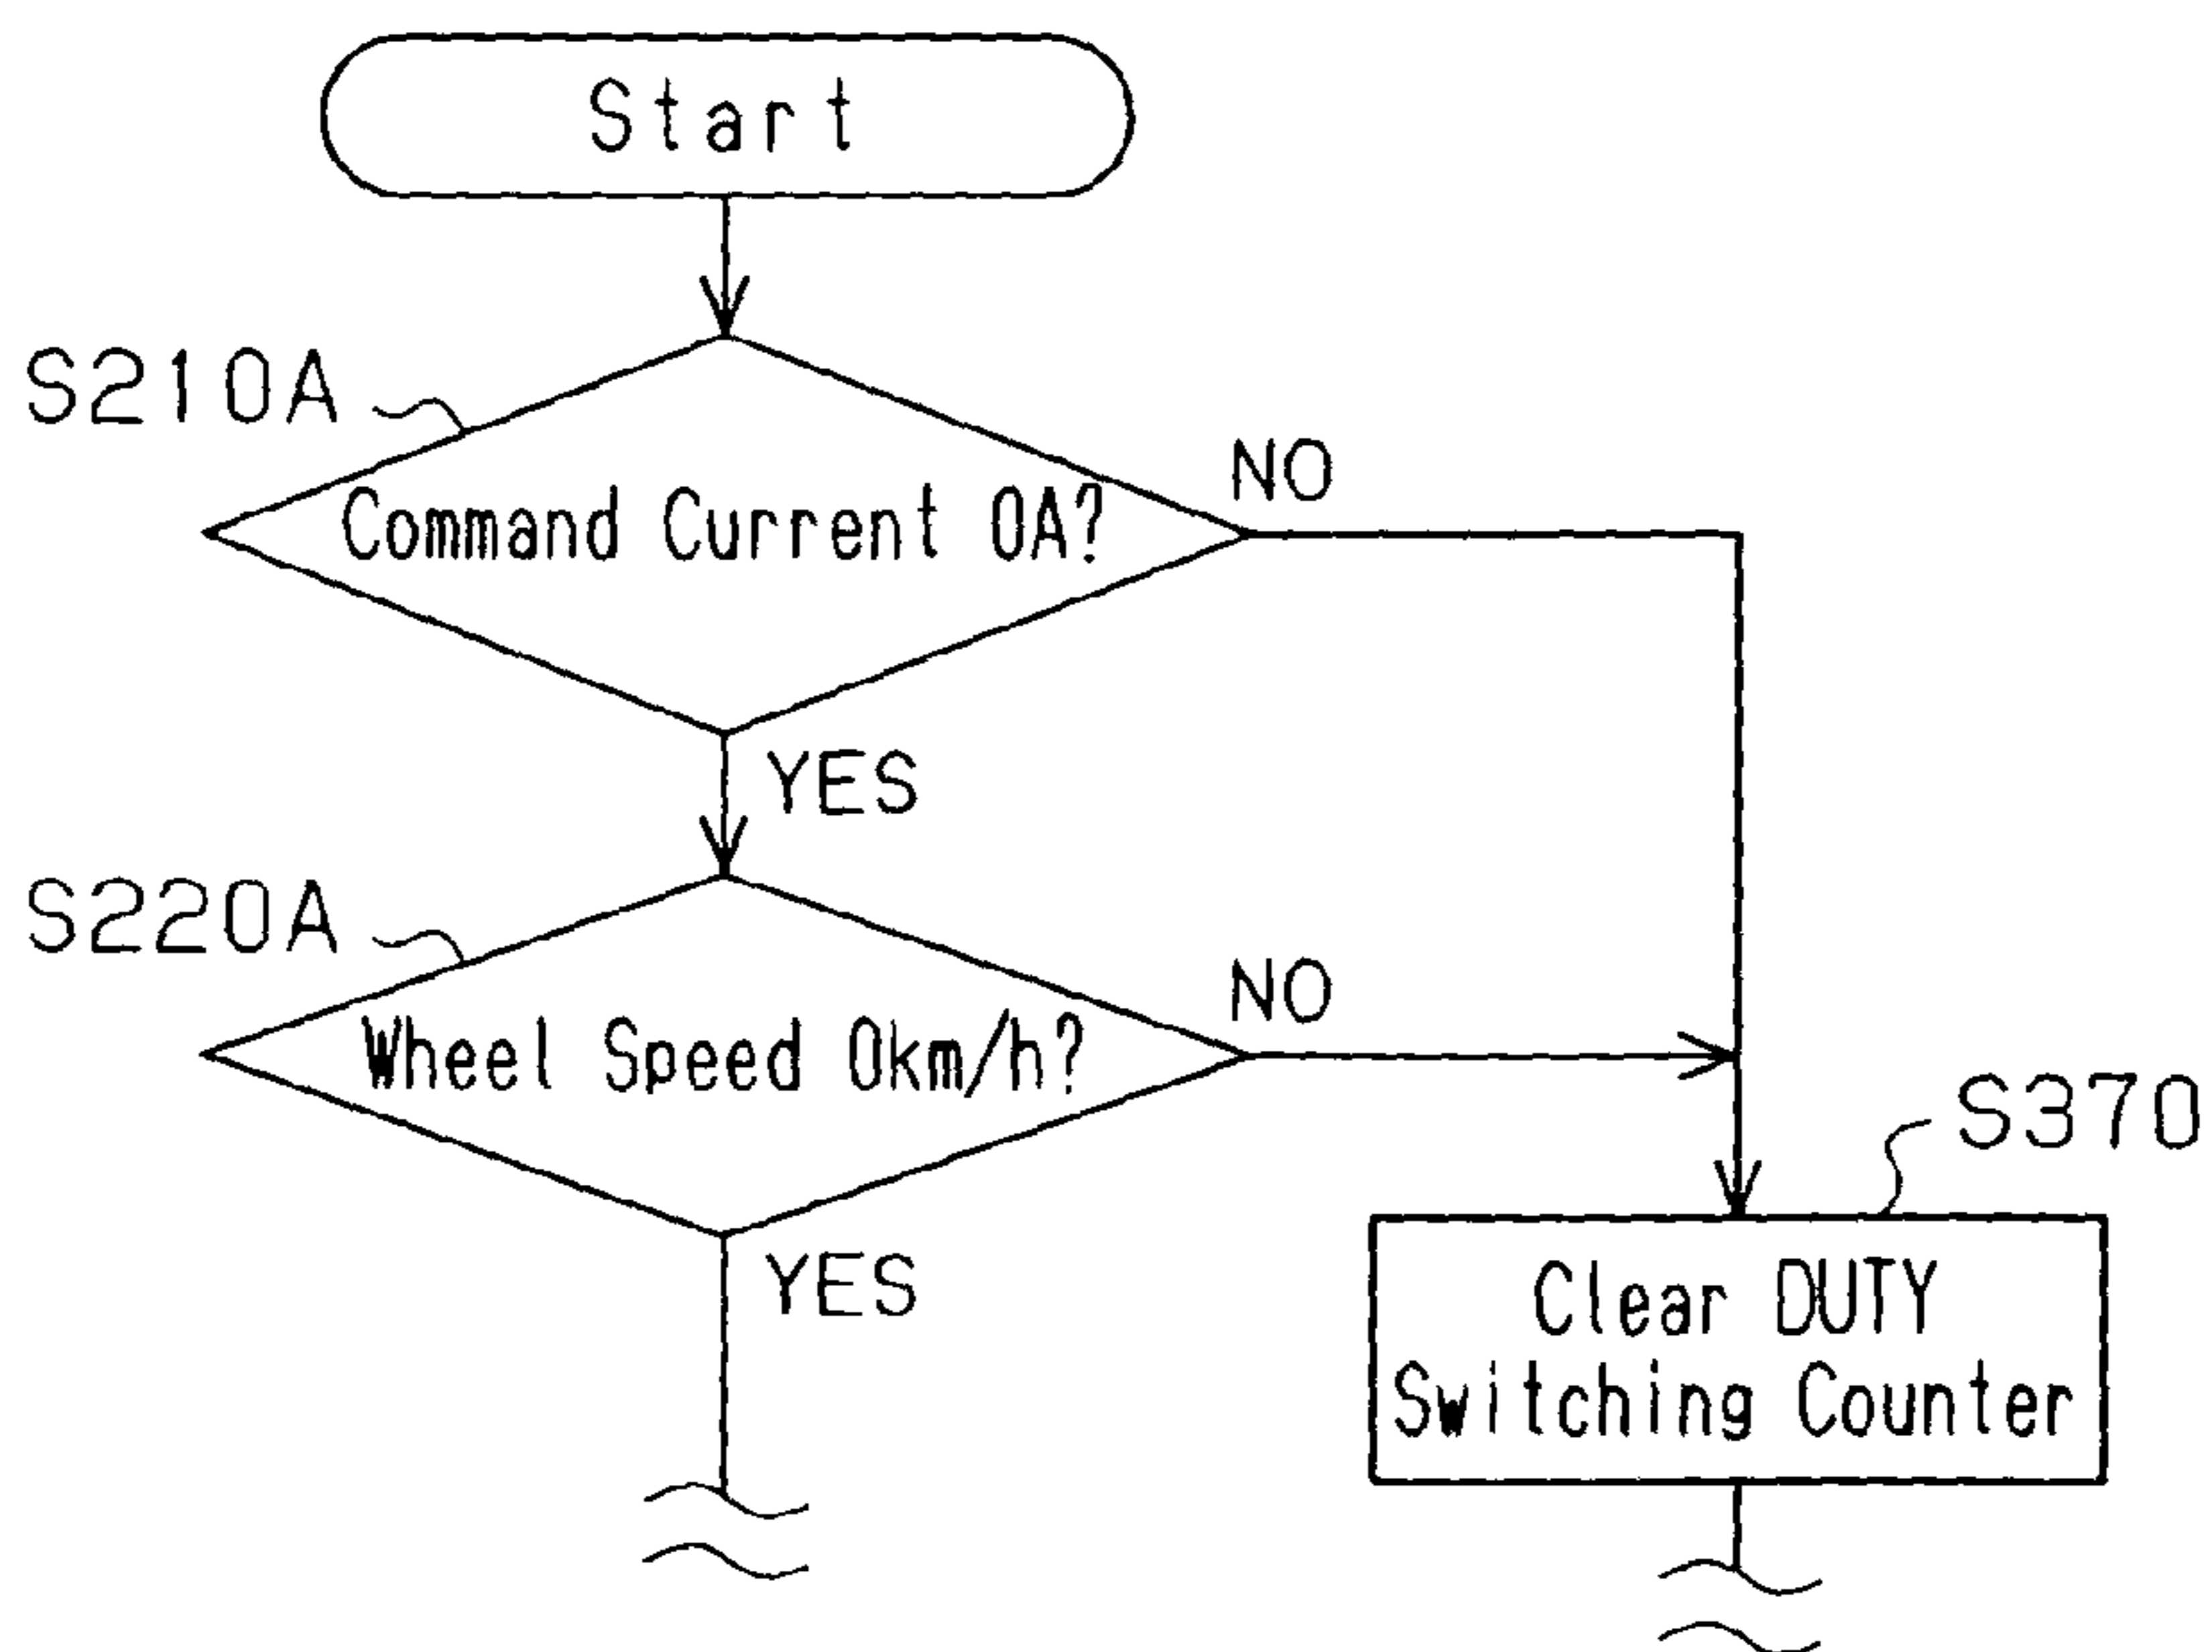 Start
S210A
NO
Command Current 0A?
YES
S220A
NO
Wheel Speed 0km/h?
S370
YES
Clear DUTY
Switching Counter